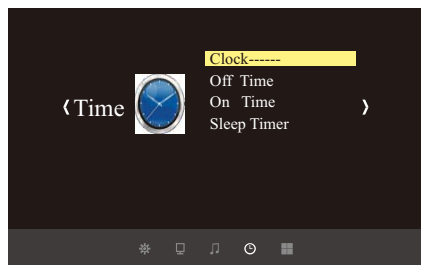 Time
Clock------
Off Time
On Time
Sleep Timer